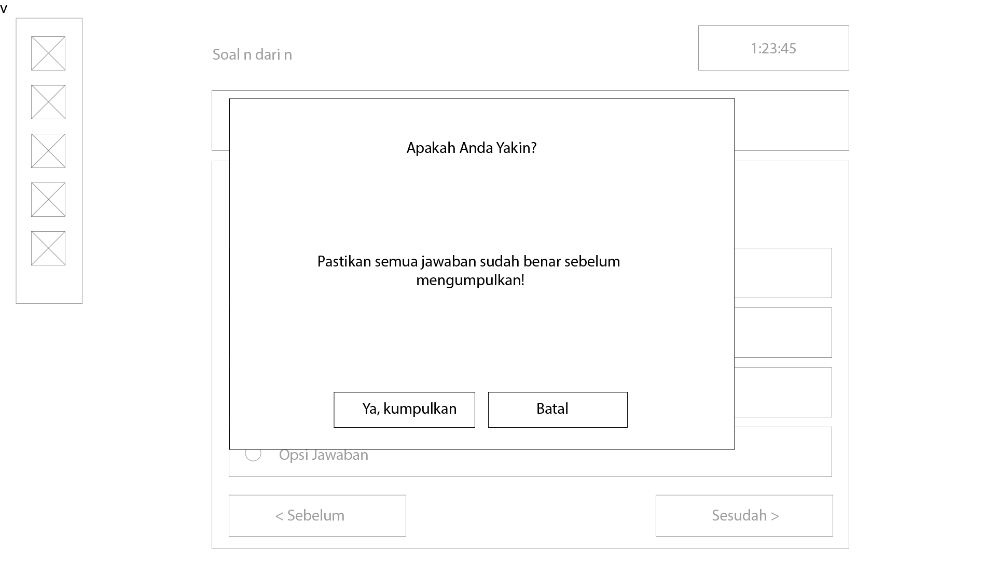 v
Soal n dari n
1:23:45
Apakah Anda Yakin?
Pastikan semua jawaban sudah benar sebelum
mengumpulkan!
Ya, kumpulkan
Batal
Opsi Jawaban
< Sebelum
Sesudah >